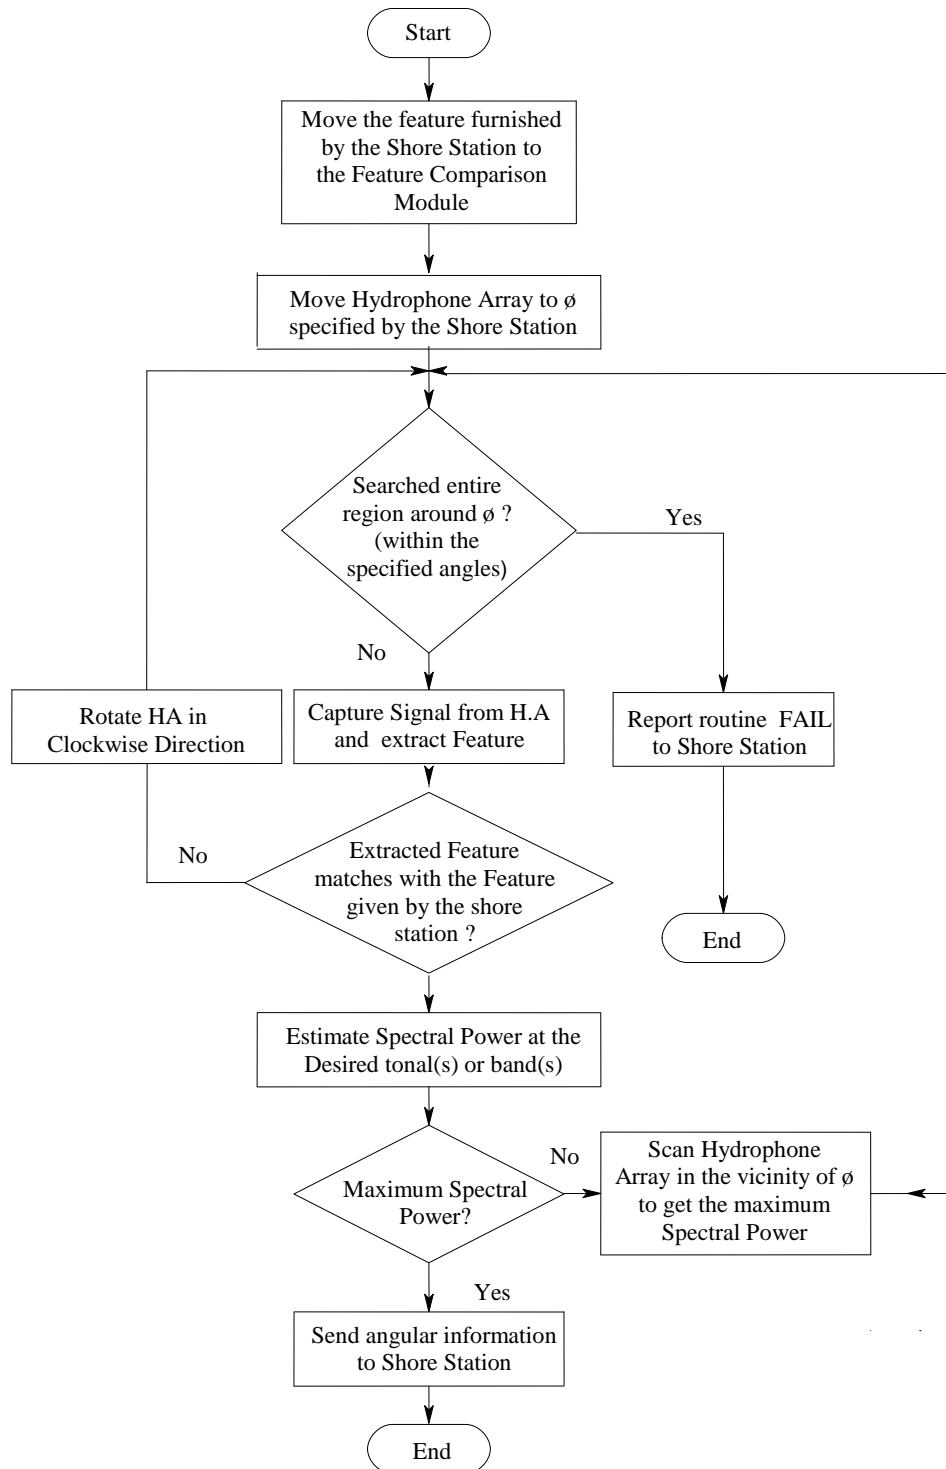 Start
Move the feature furnished
by the Shore Station to
the Feature Comparison
Module
Move Hydrophone Array to ø
specified by the Shore Station
Searched entire
region around ø ?
(within the
specified angles)
Yes
No
Rotate HA in
Clockwise Direction
Capture Signal from H.A
and extract Feature
Report routine FAIL
to Shore Station
No
Extracted Feature
matches with the Feature
given by the shore
station ?
End
Estimate Spectral Power at the
Desired tonal(s) or band(s)
Maximum Spectral
Power?
No
Scan Hydrophone
Array in the vicinity of ø
to get the maximum
Spectral Power
Yes
Send angular information
to Shore Station
End